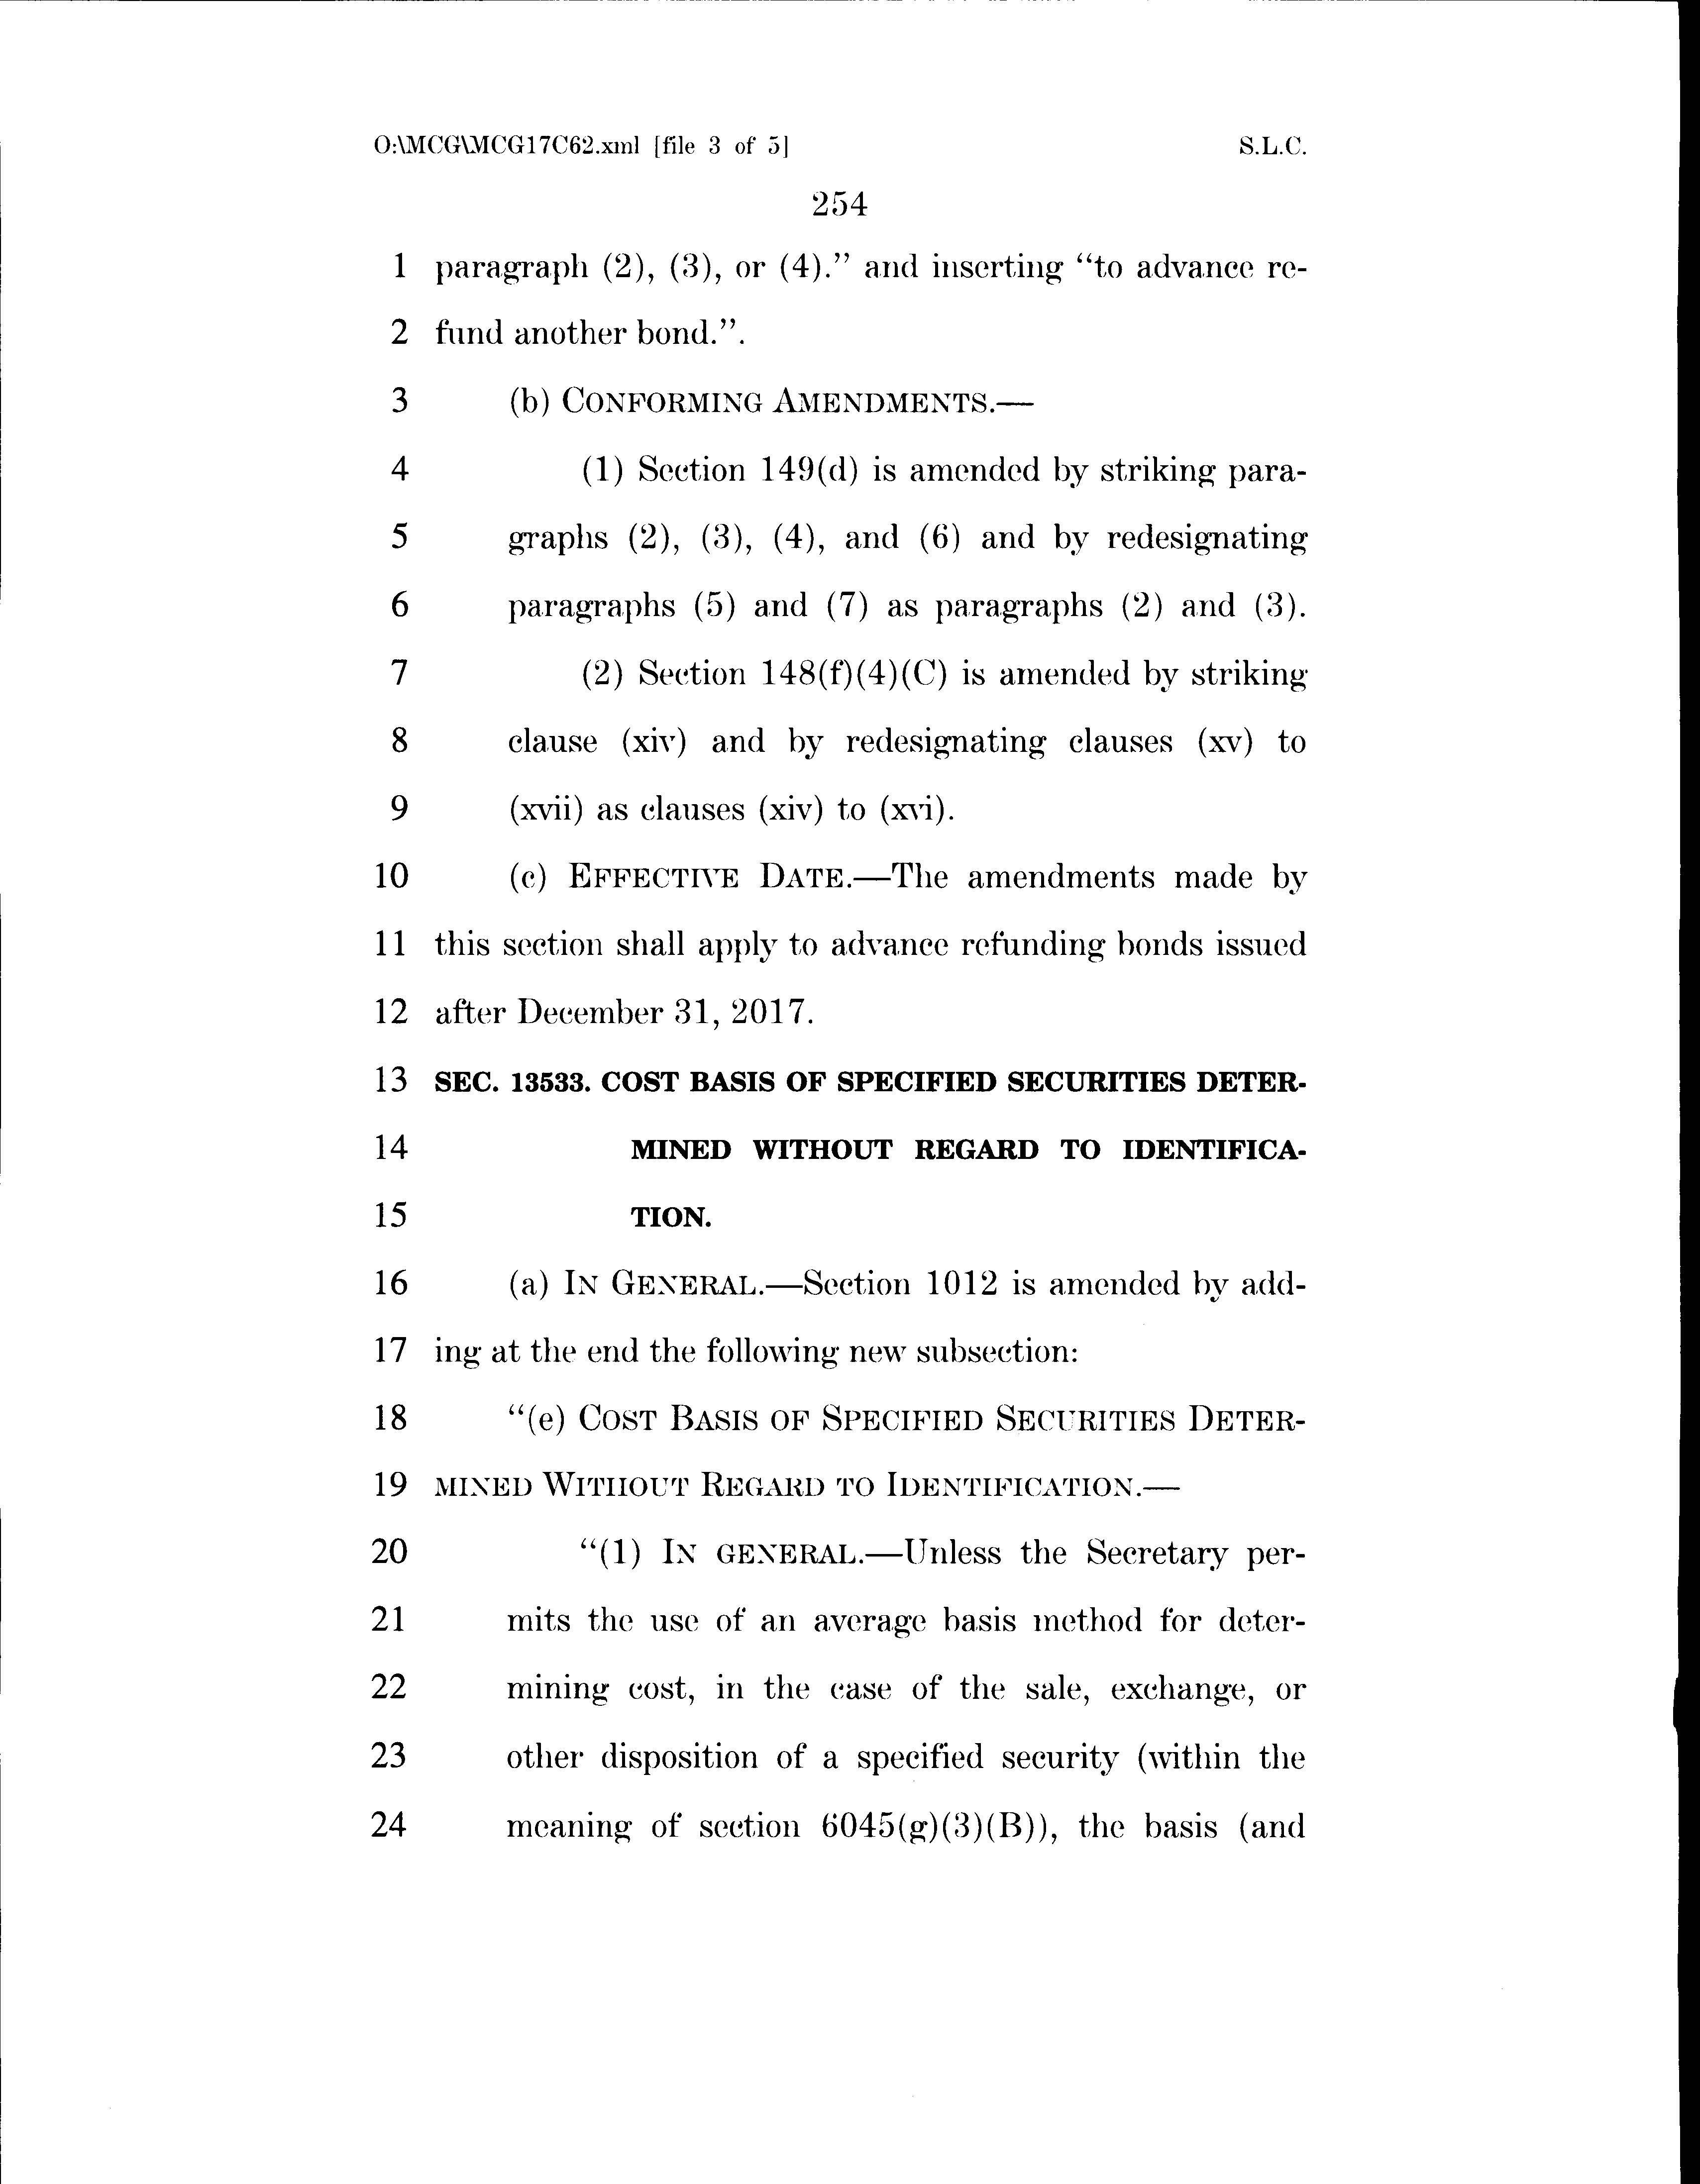 O:\MCG\MCG17C62.xml [file 3 of 5] S.L.C.
254
1 paragraph (2), (3), or (4).” and inserting “to advance re-
2 fund another bond.”.
3 (b) CONFORMING AMENDMENTS.—
4 (1) Section 149(d) is amended by striking para-
5 graphs (2), (3), (4), and (6) and by redesignating
6 paragraphs (5) and (7) as paragraphs (2) and (3).
7 (2) Section 148(f)(4)(C) is amended by striking
8 clause (xiv) and by redesignating clauses (xv) to
9 (xvii) as clauses (xiv) to (xvi).
10 (c) EFFECTIVE DATE.—The amendments made by
11 this section shall apply to advance refunding bonds issued
12 after December 31, 2017.
13 SEC. 13533. COST BASIS OF SPECIFIED SECURITIES DETER-
14 MINED WITHOUT REGARD TO IDENTIFICA-
15 TION.
16 (a) IN GENERAL.—Section 1012 is amended by add-
17 ing at the end the following new subsection:
18 “(e) COST BASIS OF SPECIFIED SECURITIES DETER-
19 MINED WITHOUT REGARD TO IDENTIFICATION.—
20 “(1) IN GENERAL.—Unless the Secretary per-
21 mits the use of an average basis method for deter-
22 mining cost, in the case of the sale, exchange, or
23 other disposition of a specified security (within the
24 meaning of section 6045(g)(3)(B)), the basis (and